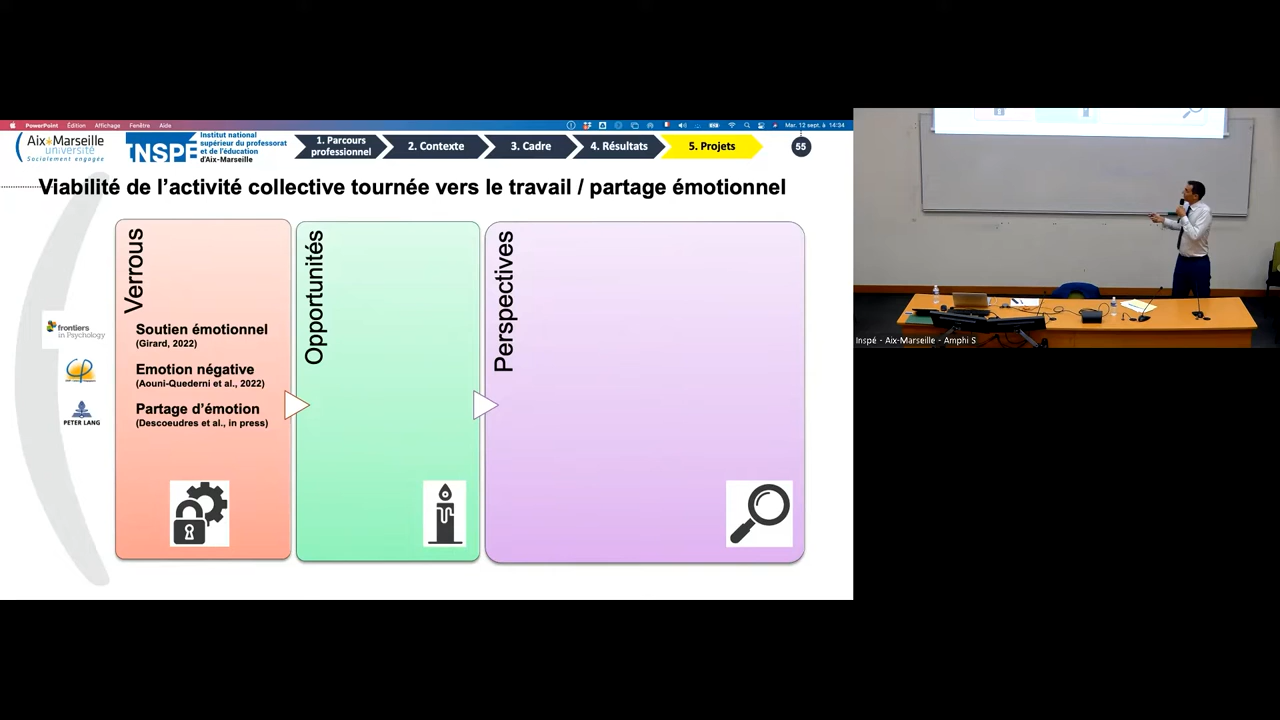 PowerPoint Édition Affichage Fenêtre Aide
Mar. 12 sept. à 14:34
Aix*Marseille
université
Socialement engagée
INSPÉ
Institut national
supérieur du professorat
et de l'éducation
d'Aix-Marseille
1. Parcours
professionnel
2. Contexte
3. Cadre
4. Résultats
5. Projets
55
Viabilité de l'activité collective tournée vers le travail / partage émotionnel
Verrous
Soutien émotionnel
(Girard, 2022)
Emotion négative
(Aouni-Quederni et al., 2022)
Partage d'émotion
(Descoeudres et al., in press)
Opportunités
Perspectives
frontiers
in Psychology
PETER LANG
Inspé - Aix-Marseille - Amphi S